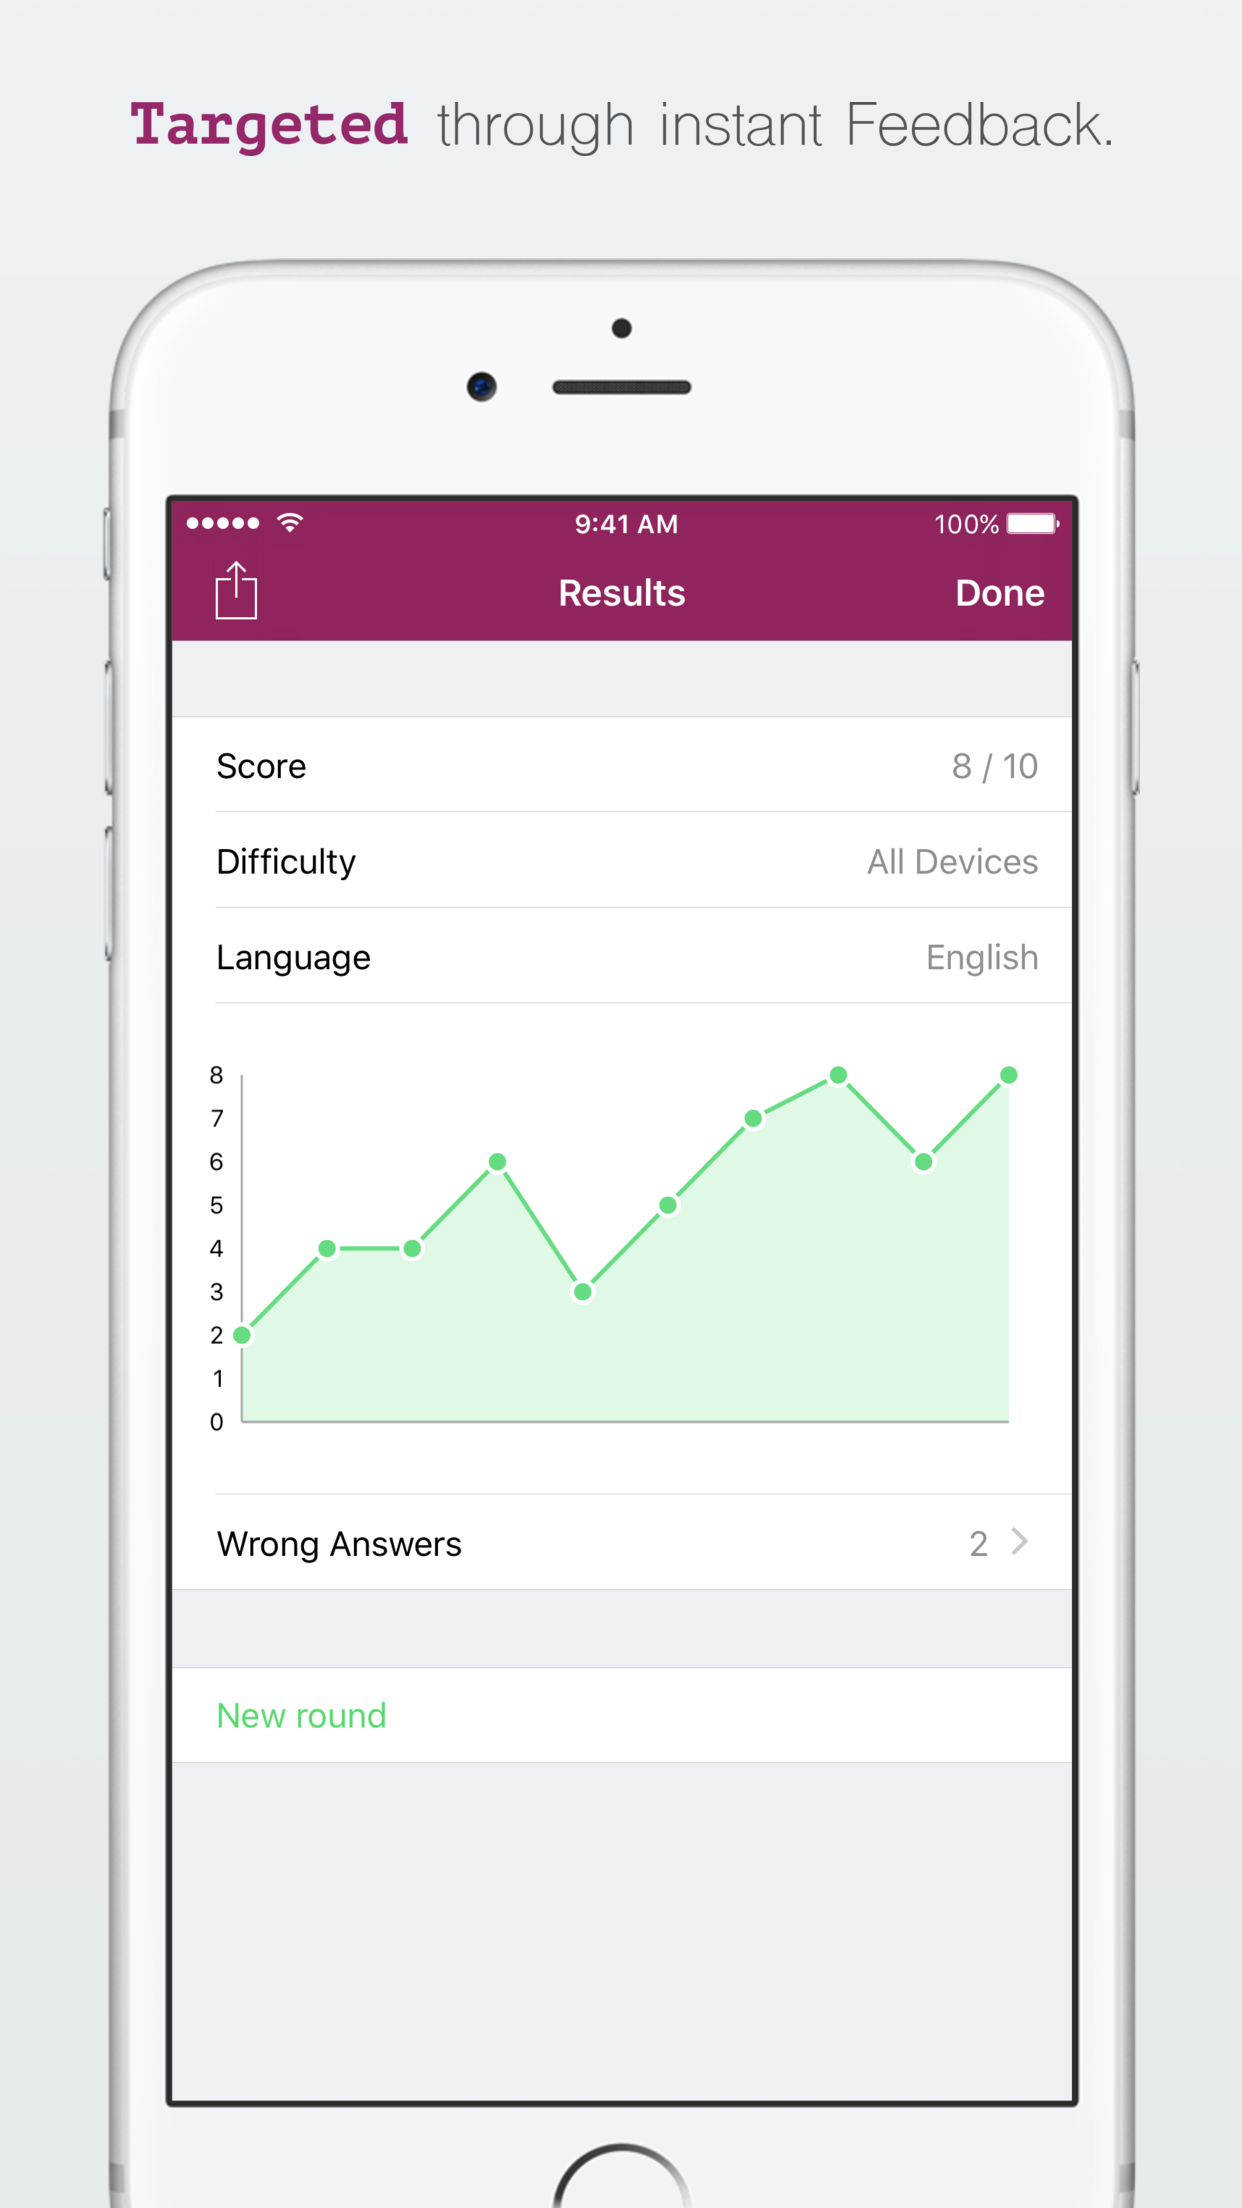 Targeted through instant Feedback.
9:41 AM 100%
Results Done
Score 8 / 10
Difficulty All Devices
Language English
8
7
6
5
4
3
2
1
0
Wrong Answers 2
New round